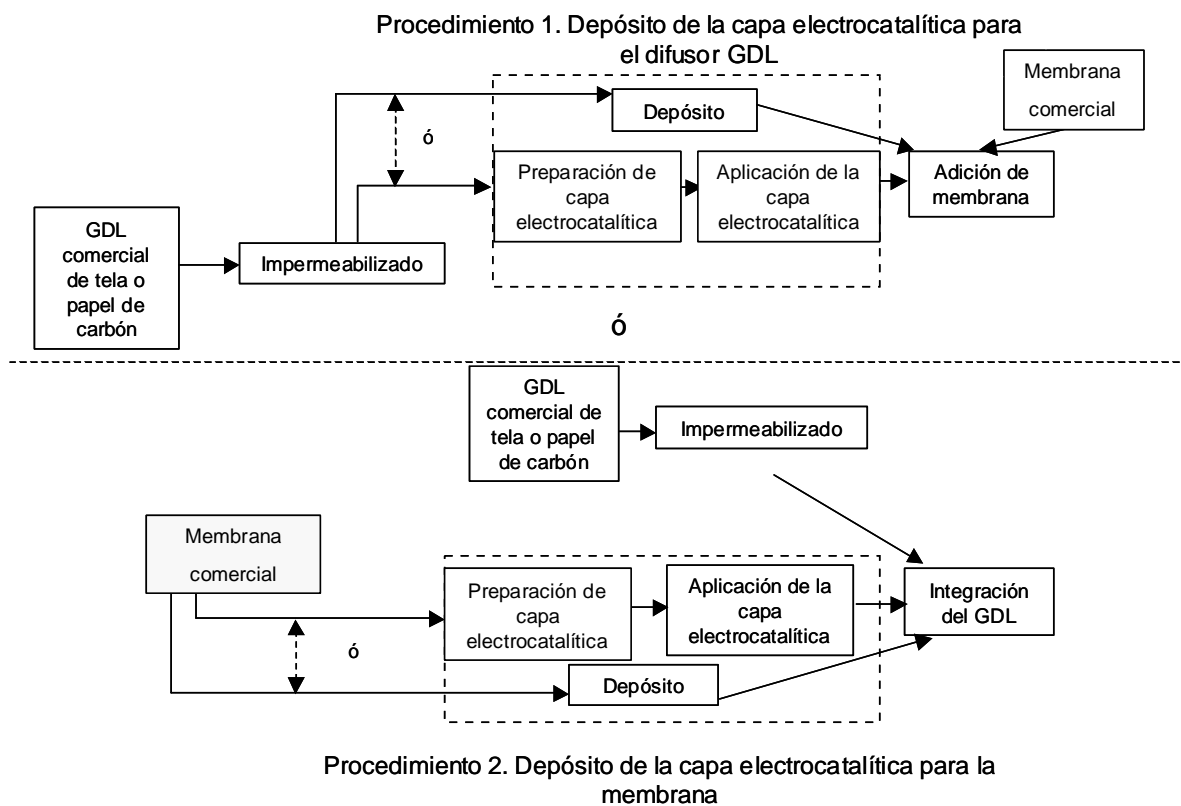 Procedimiento 1. Depósito de la capa electrocatalítica para
el difusor GDL
Membrana
comercial
Depósito
ó
Preparación de
capa
electrocatalítica
Aplicación de la
capa
electrocatalítica
Adición de
membrana
GDL
comercial
de tela o
papel de
carbón
Impermeabilizado
ó
GDL
comercial de
tela o papel
de carbón
Impermeabilizado
Membrana
comercial
Preparación de
capa
electrocatalítica
Aplicación de la
capa
electrocatalítica
Integración
del GDL
ó
Depósito
Procedimiento 2. Depósito de la capa electrocatalítica para la
membrana